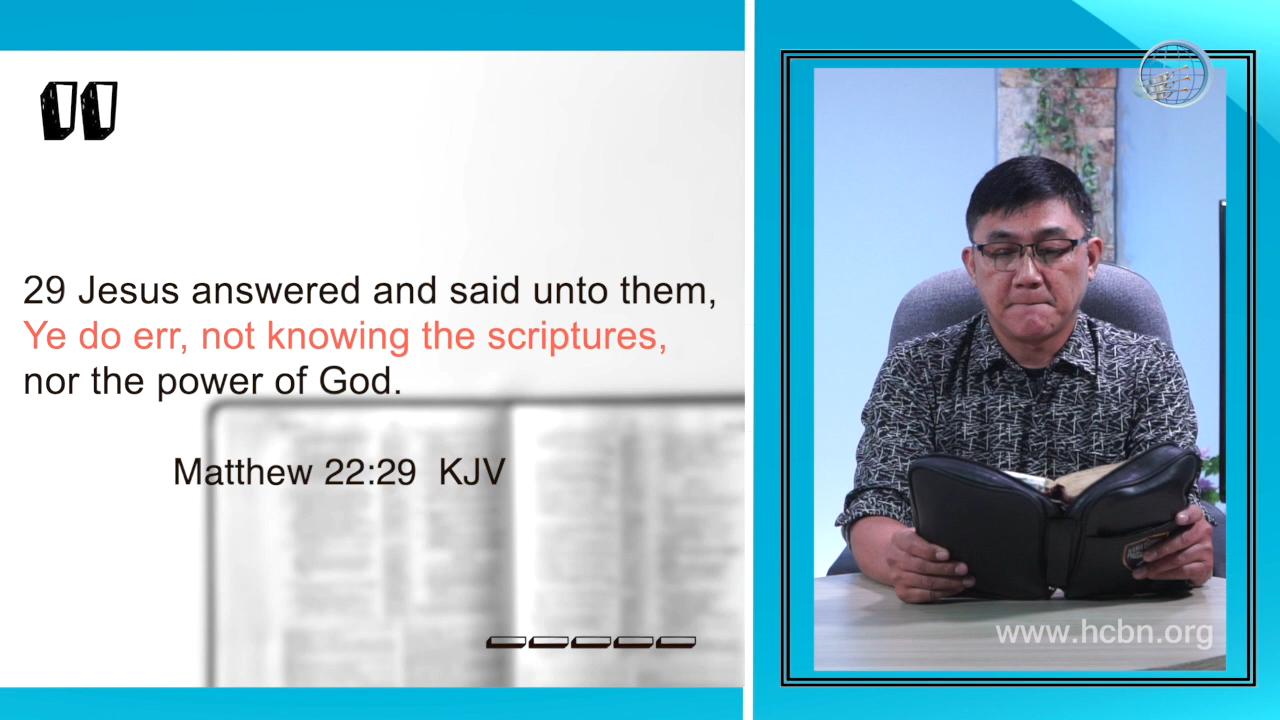 29 Jesus answered and said unto them,
Ye do err, not knowing the scriptures,
nor the power of God.
Matthew 22:29  KJV
www.hcbn.org